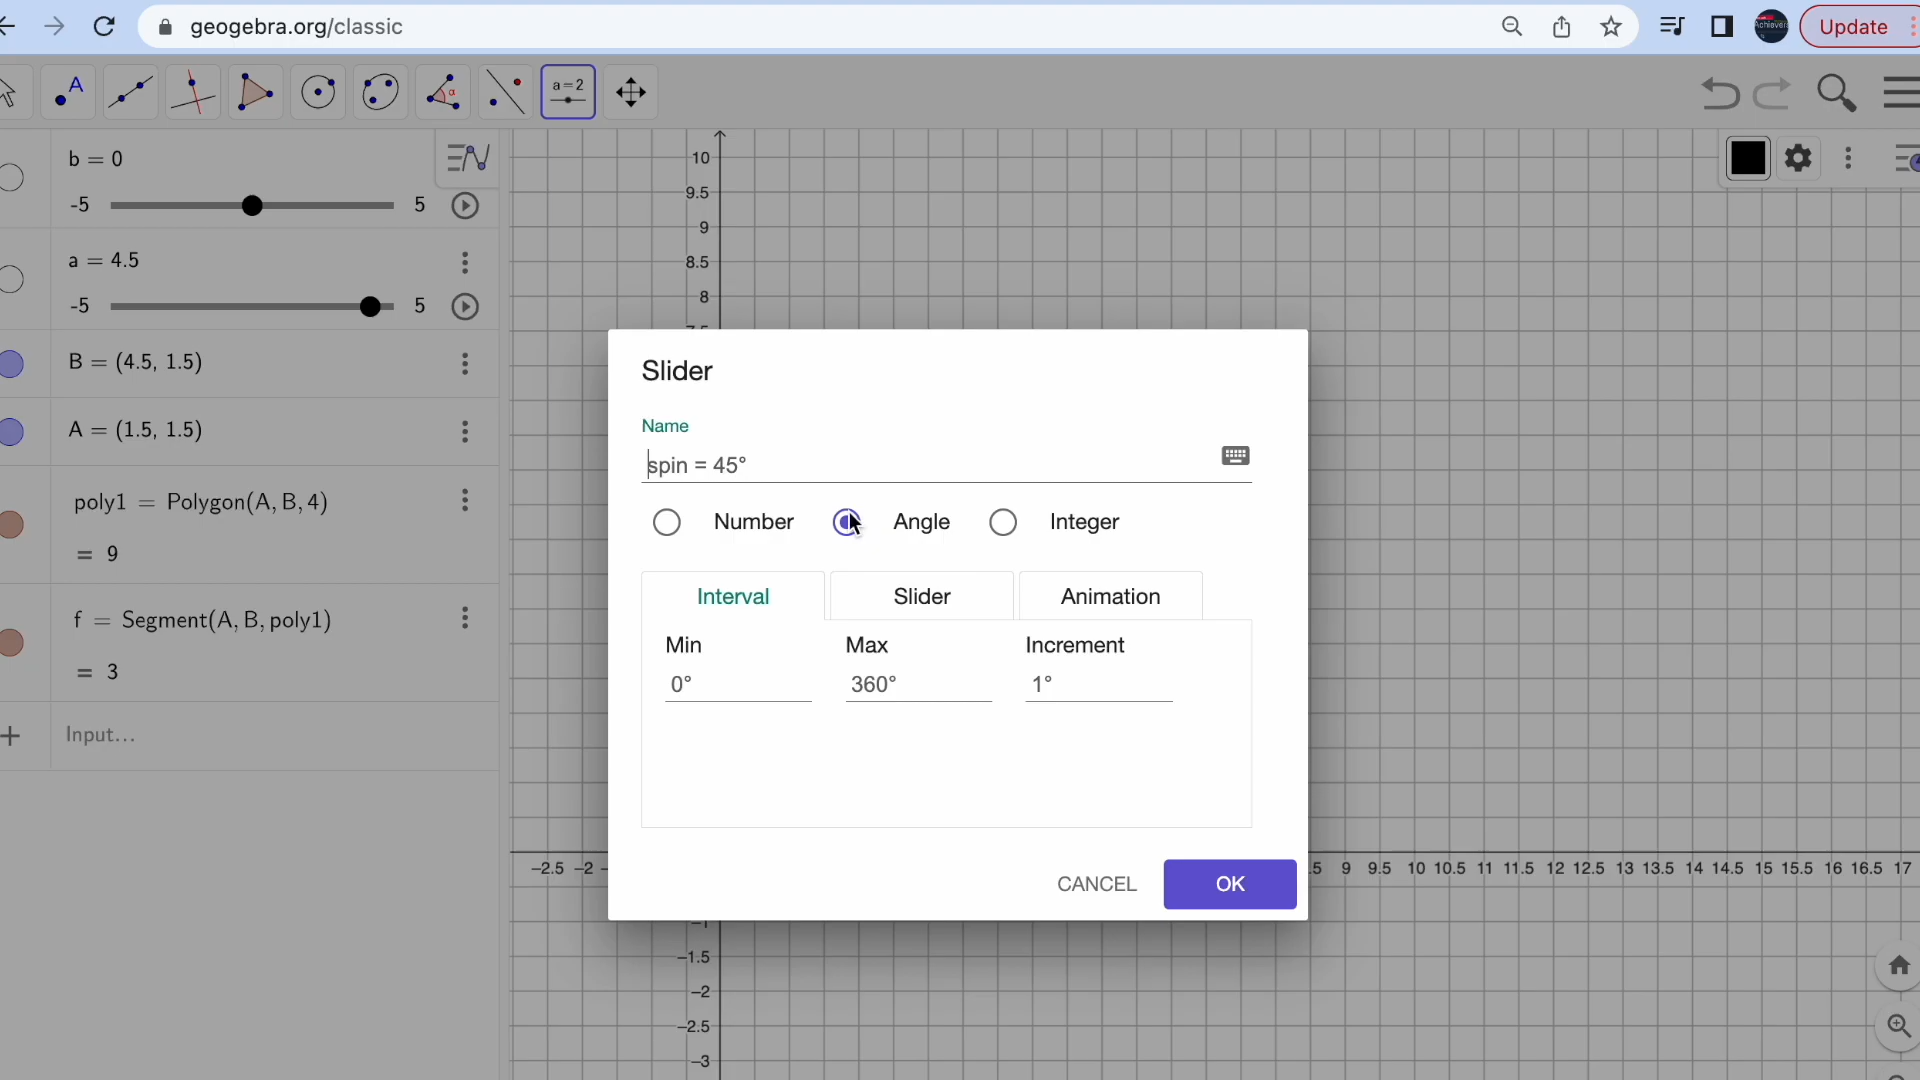 geogebra.org/classic
Achievers
Update
A
α
a=2
b = 0
-5
5
a = 4.5
-5
5
B = (4.5, 1.5)
A = (1.5, 1.5)
poly1 = Polygon(A, B, 4)
= 9
f = Segment(A, B, poly1)
= 3
Input...
10
9.5
9
8.5
8
Slider
Name
spin = 45°
Number
Angle
Integer
Interval
Slider
Animation
Min
Max
Increment
0°
360°
1°
CANCEL
OK
−2.5 −2
9 9.5 10 10.5 11 11.5 12 12.5 13 13.5 14 14.5 15 15.5 16 16.5 17
−1.5
−2
−2.5
−3